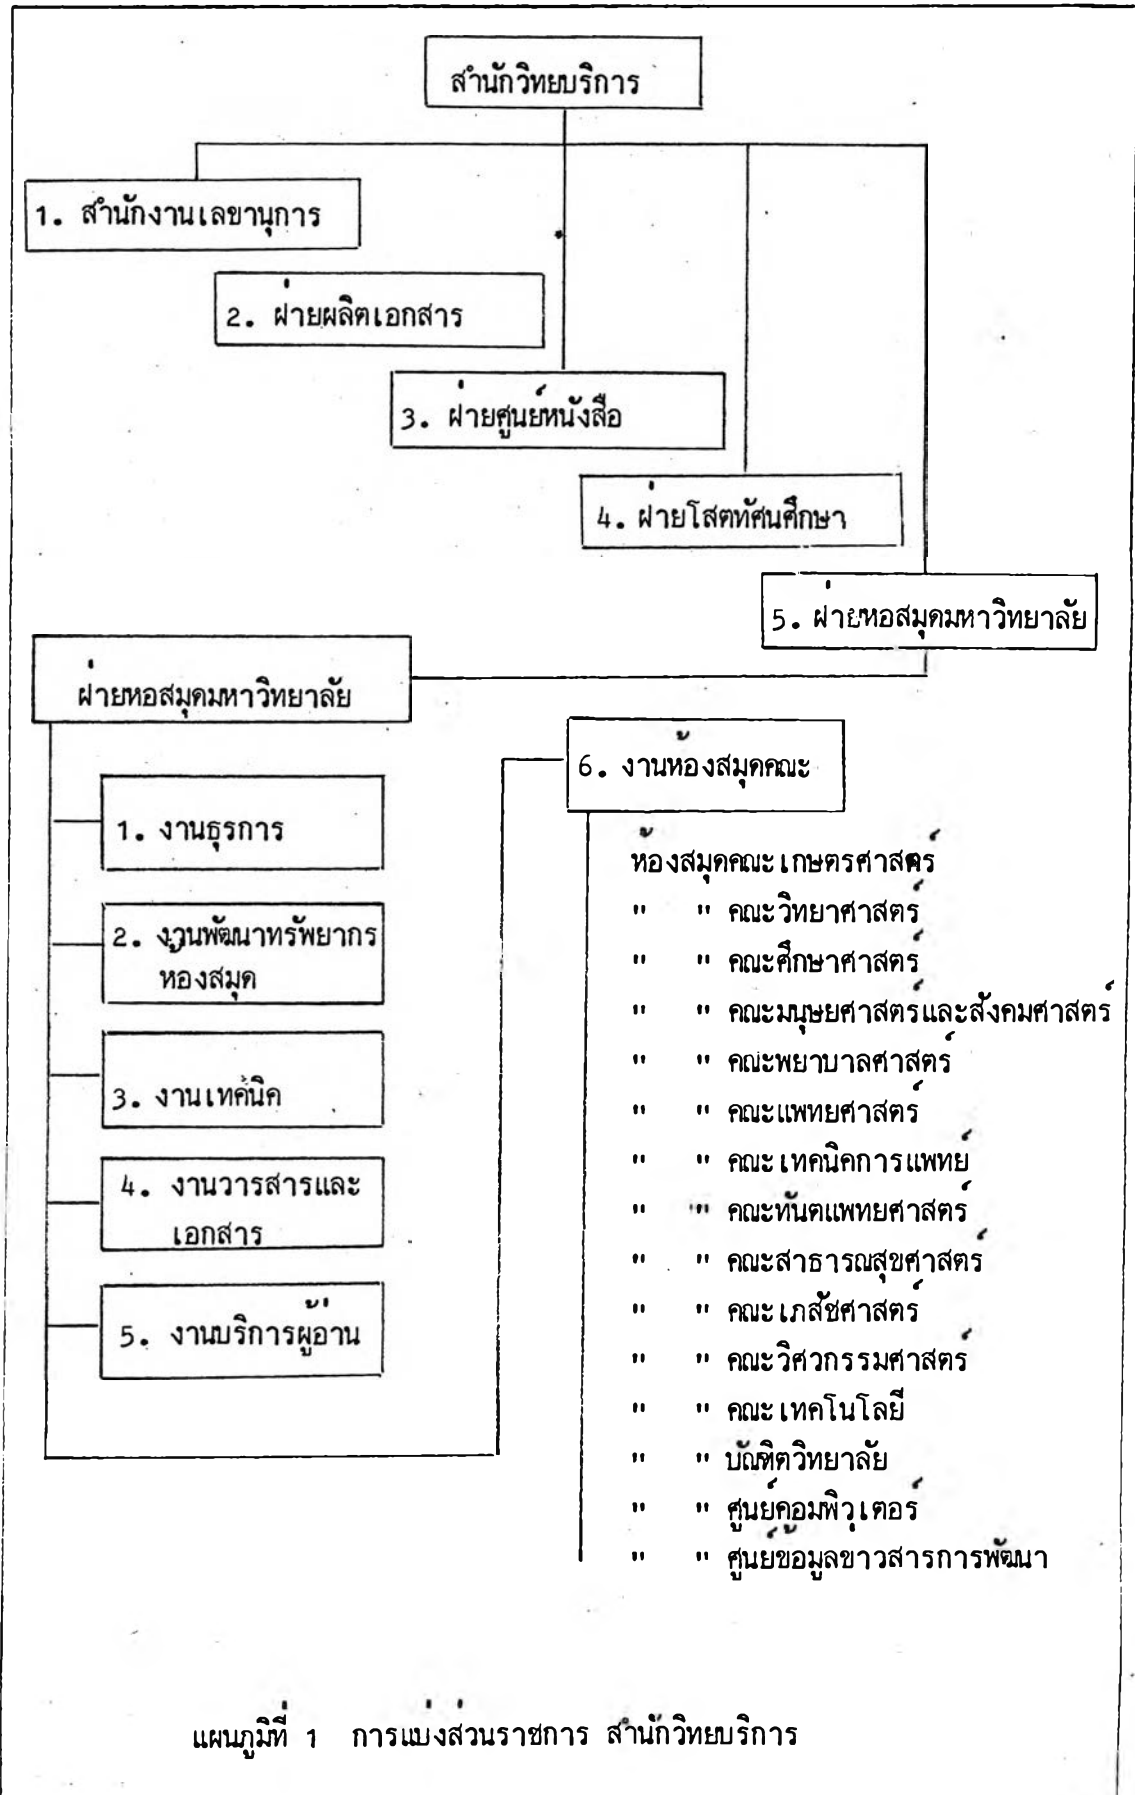 สำนักวิทยบริการ
1. สำนักงานเลขานุการ
2. ฝ่ายผลิตเอกสาร
3. ฝ่ายศูนย์หนังสือ
4. ฝ่ายโสตทัศนศึกษา
5. ฝ่ายหอสมุดมหาวิทยาลัย
ฝ่ายหอสมุดมหาวิทยาลัย
1. งานธุรการ
2. งานพัฒนาทรัพยากร
ห้องสมุด
3. งานเทคนิค
4. งานวารสารและ
เอกสาร
5. งานบริการผู้อ่าน
6. งานห้องสมุดคณะ
ห้องสมุดคณะเกษตรศาสตร์
" " คณะวิทยาศาสตร์
" " คณะศึกษาศาสตร์
" " คณะมนุษยศาสตร์และสังคมศาสตร์
" " คณะพยาบาลศาสตร์
" " คณะแพทยศาสตร์
" " คณะเทคนิคการแพทย์
" " คณะทันตแพทยศาสตร์
" " คณะสาธารณสุขศาสตร์
" " คณะเภสัชศาสตร์
" " คณะวิศวกรรมศาสตร์
" " คณะเทคโนโลยี
" " บัณฑิตวิทยาลัย
" " ศูนย์คอมพิวเตอร์
" " ศูนย์ข้อมูลขาวสารการพัฒนา
แผนภูมิที่ 1 การแบ่งส่วนราชการ สำนักวิทยบริการ